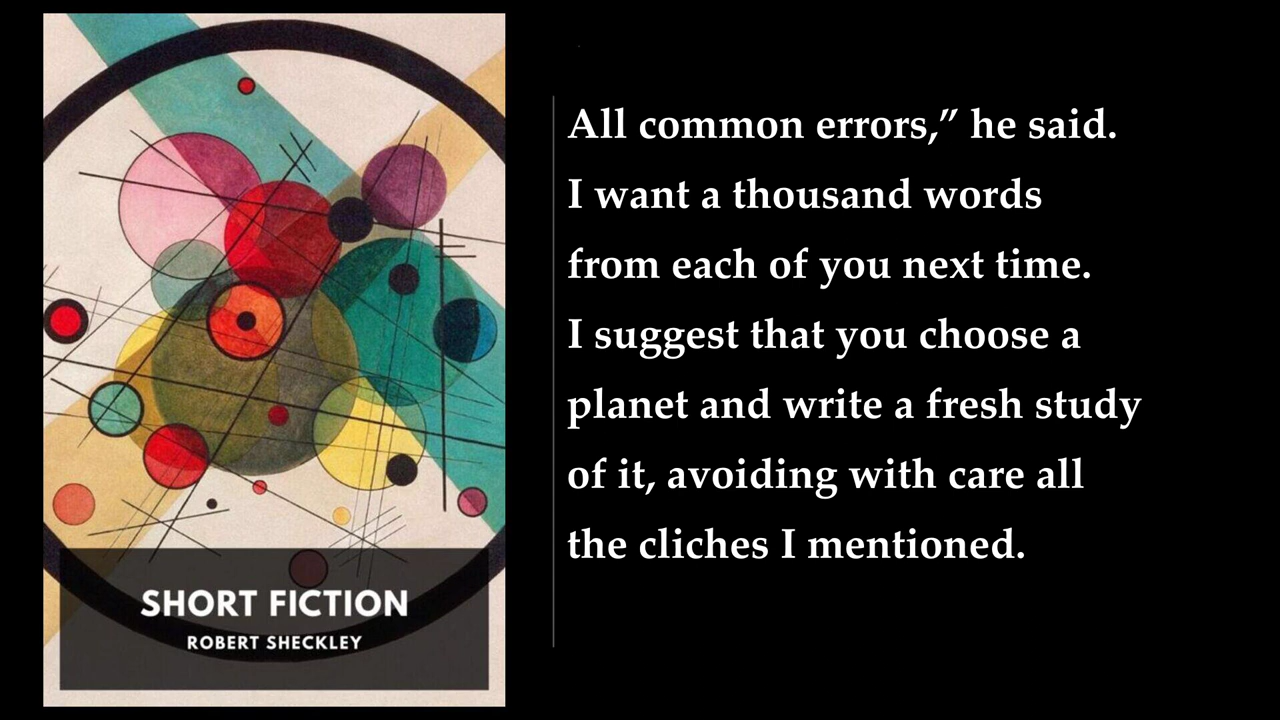 SHORT FICTION
ROBERT SHECKLEY
All common errors,” he said.
I want a thousand words
from each of you next time.
I suggest that you choose a
planet and write a fresh study
of it, avoiding with care all
the cliches I mentioned.